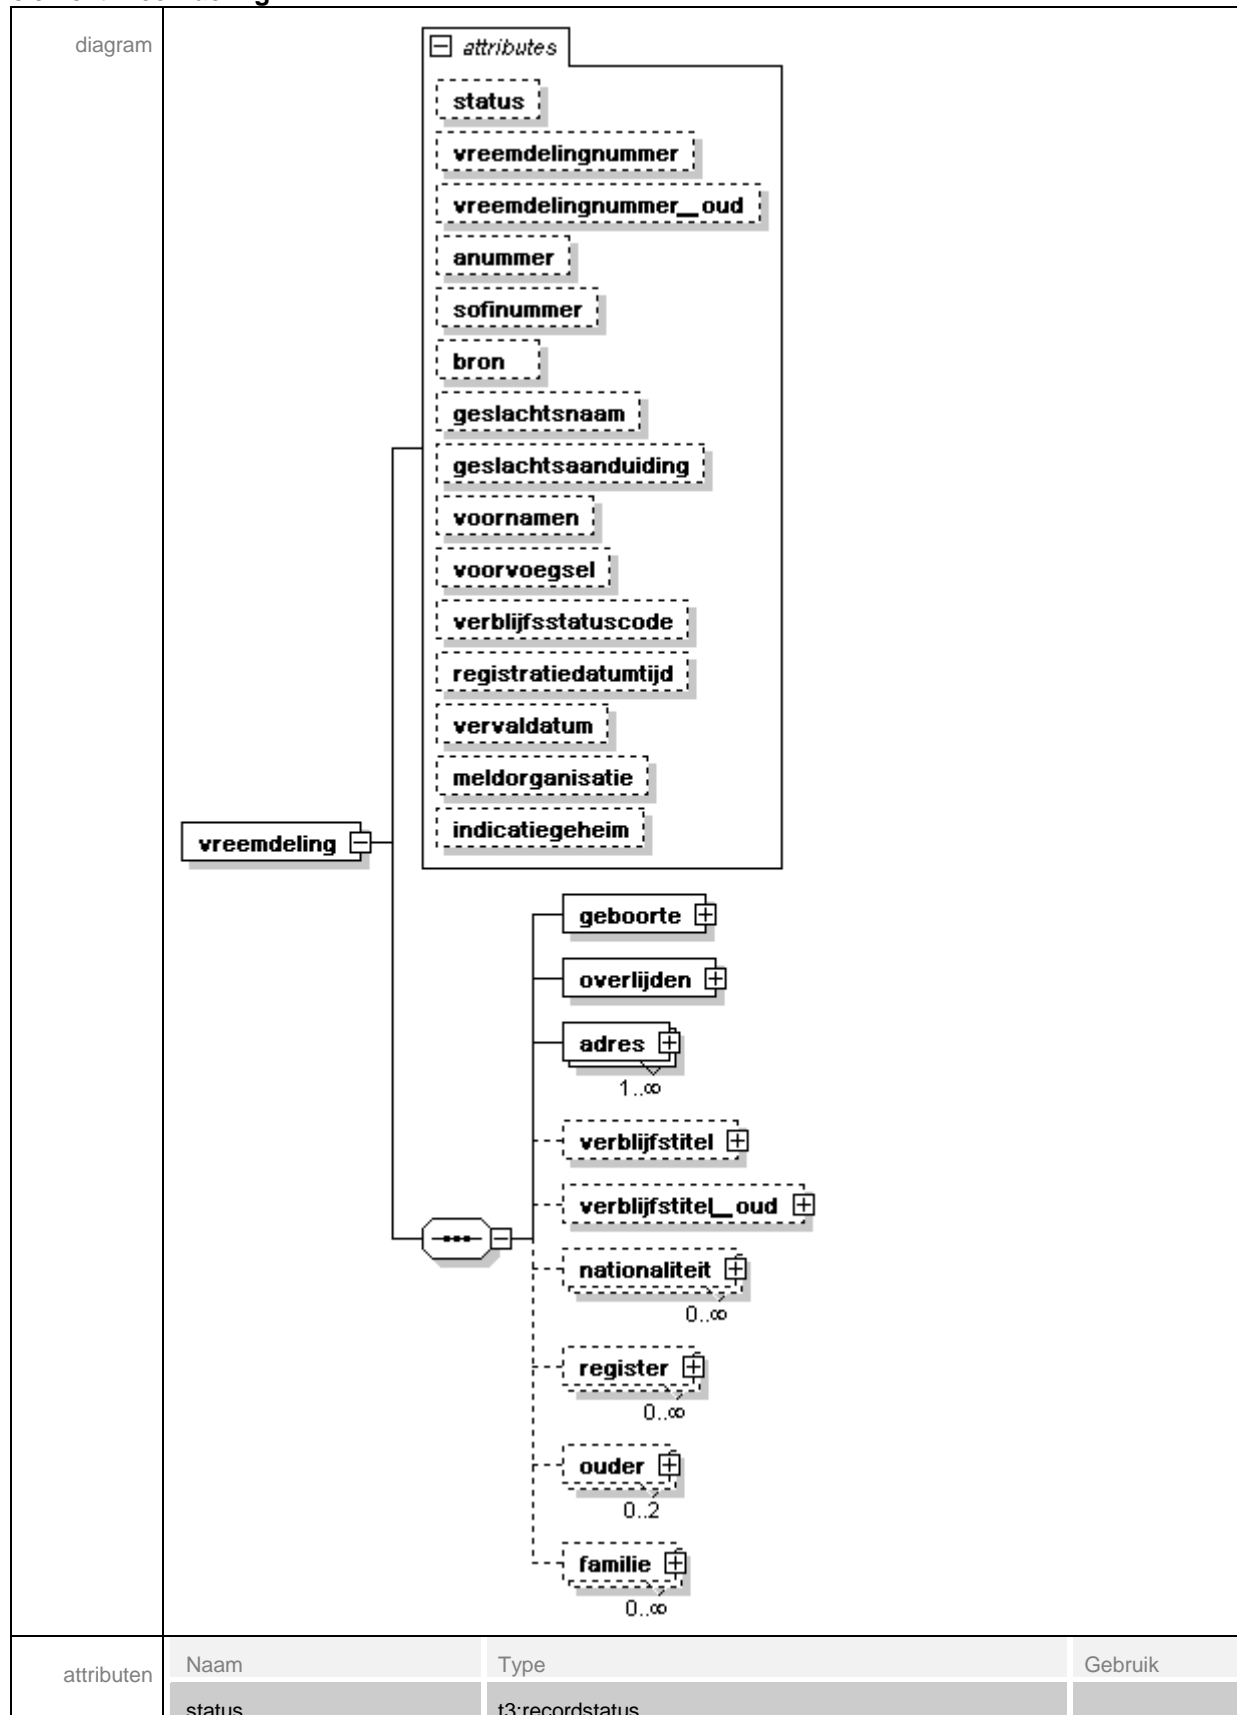 diagram
attributes
status
vreemdelingnummer
vreemdelingnummer__oud
anummer
sofinummer
bron
geslachtsnaam
geslachtsaanduiding
voornamen
voorvoegsel
verblijfsstatuscode
registratiedatumtijd
vervaldatum
meldorganisatie
indicatiegeheim
vreemdeling
geboorte
overlijden
adres
1..∞
verblijfstitel
verblijfstitel__oud
nationaliteit
0..∞
register
0..∞
ouder
0..2
familie
0..∞
attributen Naam Type Gebruik
status t3:recordstatus